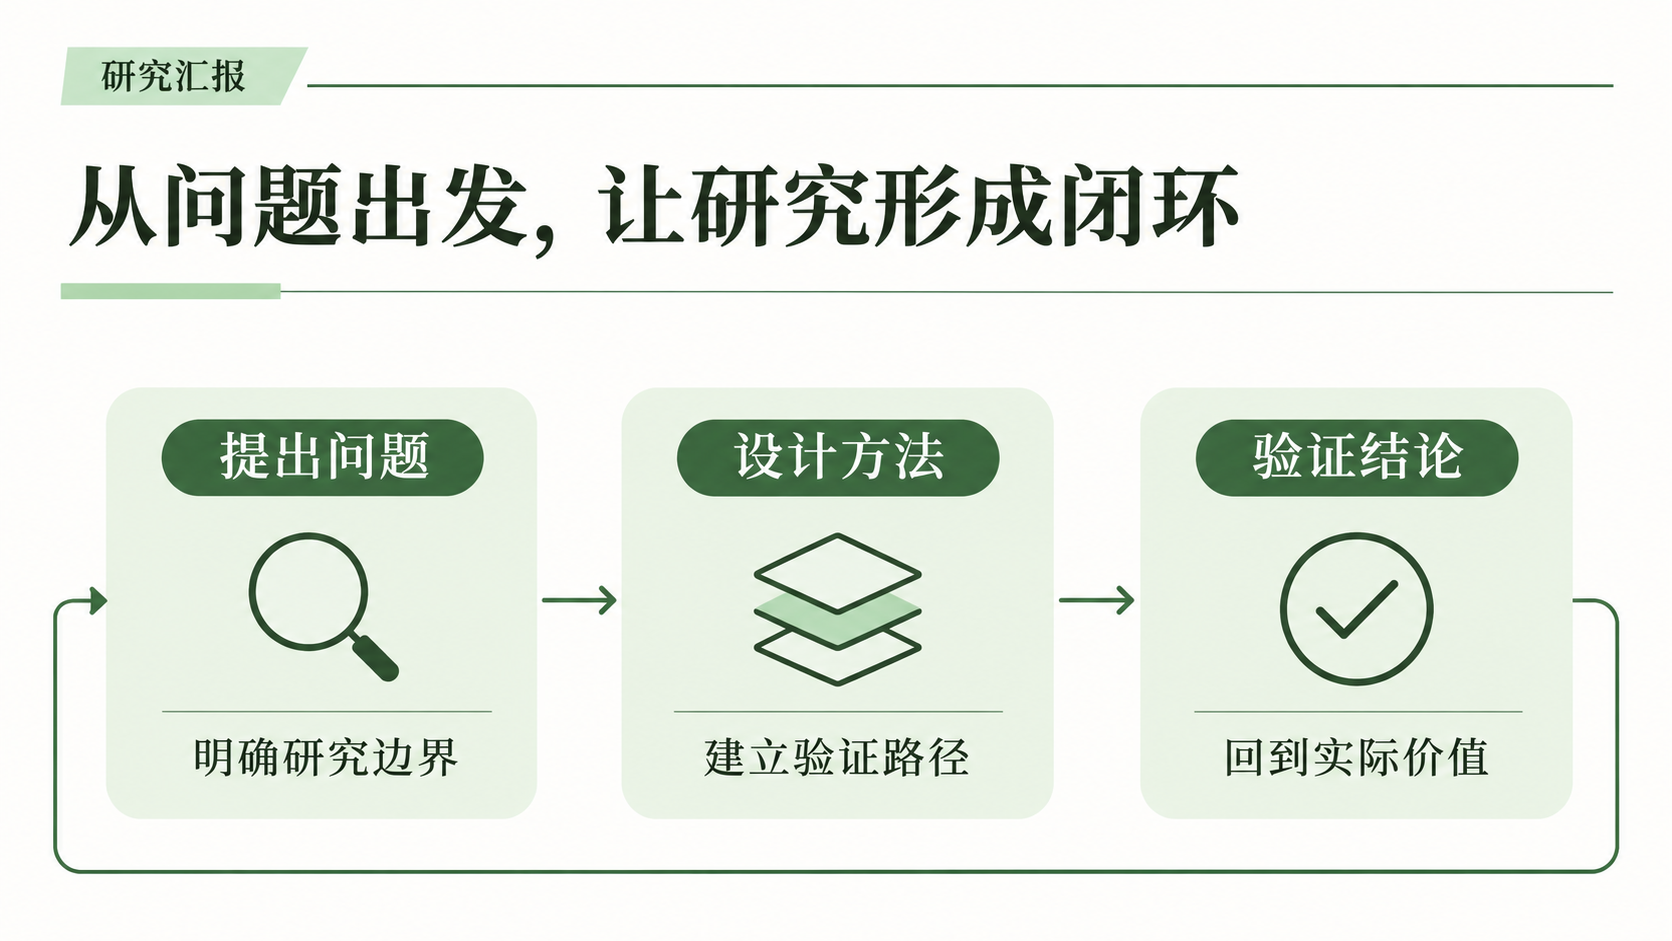 研究汇报
从问题出发，让研究形成闭环
提出问题
明确研究边界
设计方法
建立验证路径
验证结论
回到实际价值